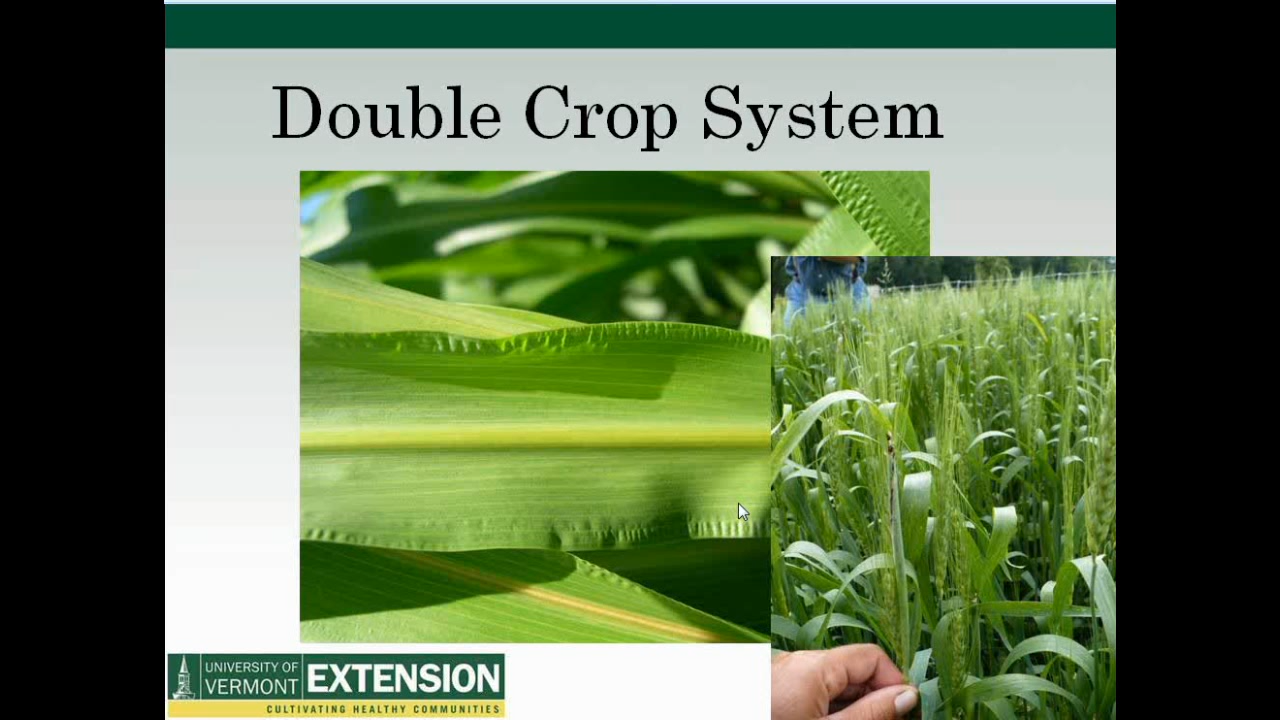 Double Crop System
UNIVERSITY OF
VERMONT
EXTENSION
CULTIVATING HEALTHY COMMUNITIES